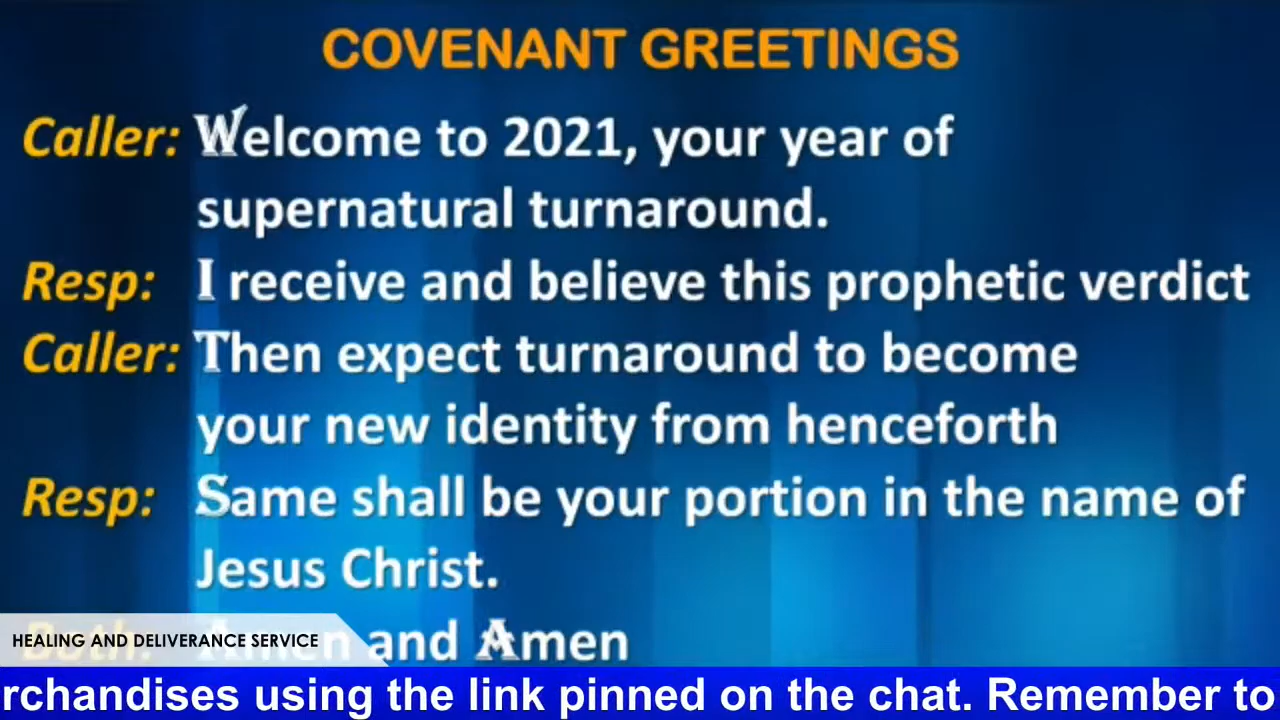 COVENANT GREETINGS
Caller: Welcome to 2021, your year of
supernatural turnaround.
Resp: I receive and believe this prophetic verdict
Caller: Then expect turnaround to become
your new identity from henceforth
Resp: Same shall be your portion in the name of
Jesus Christ.
Both: Amen and Amen
HEALING AND DELIVERANCE SERVICE
rchandises using the link pinned on the chat. Remember to